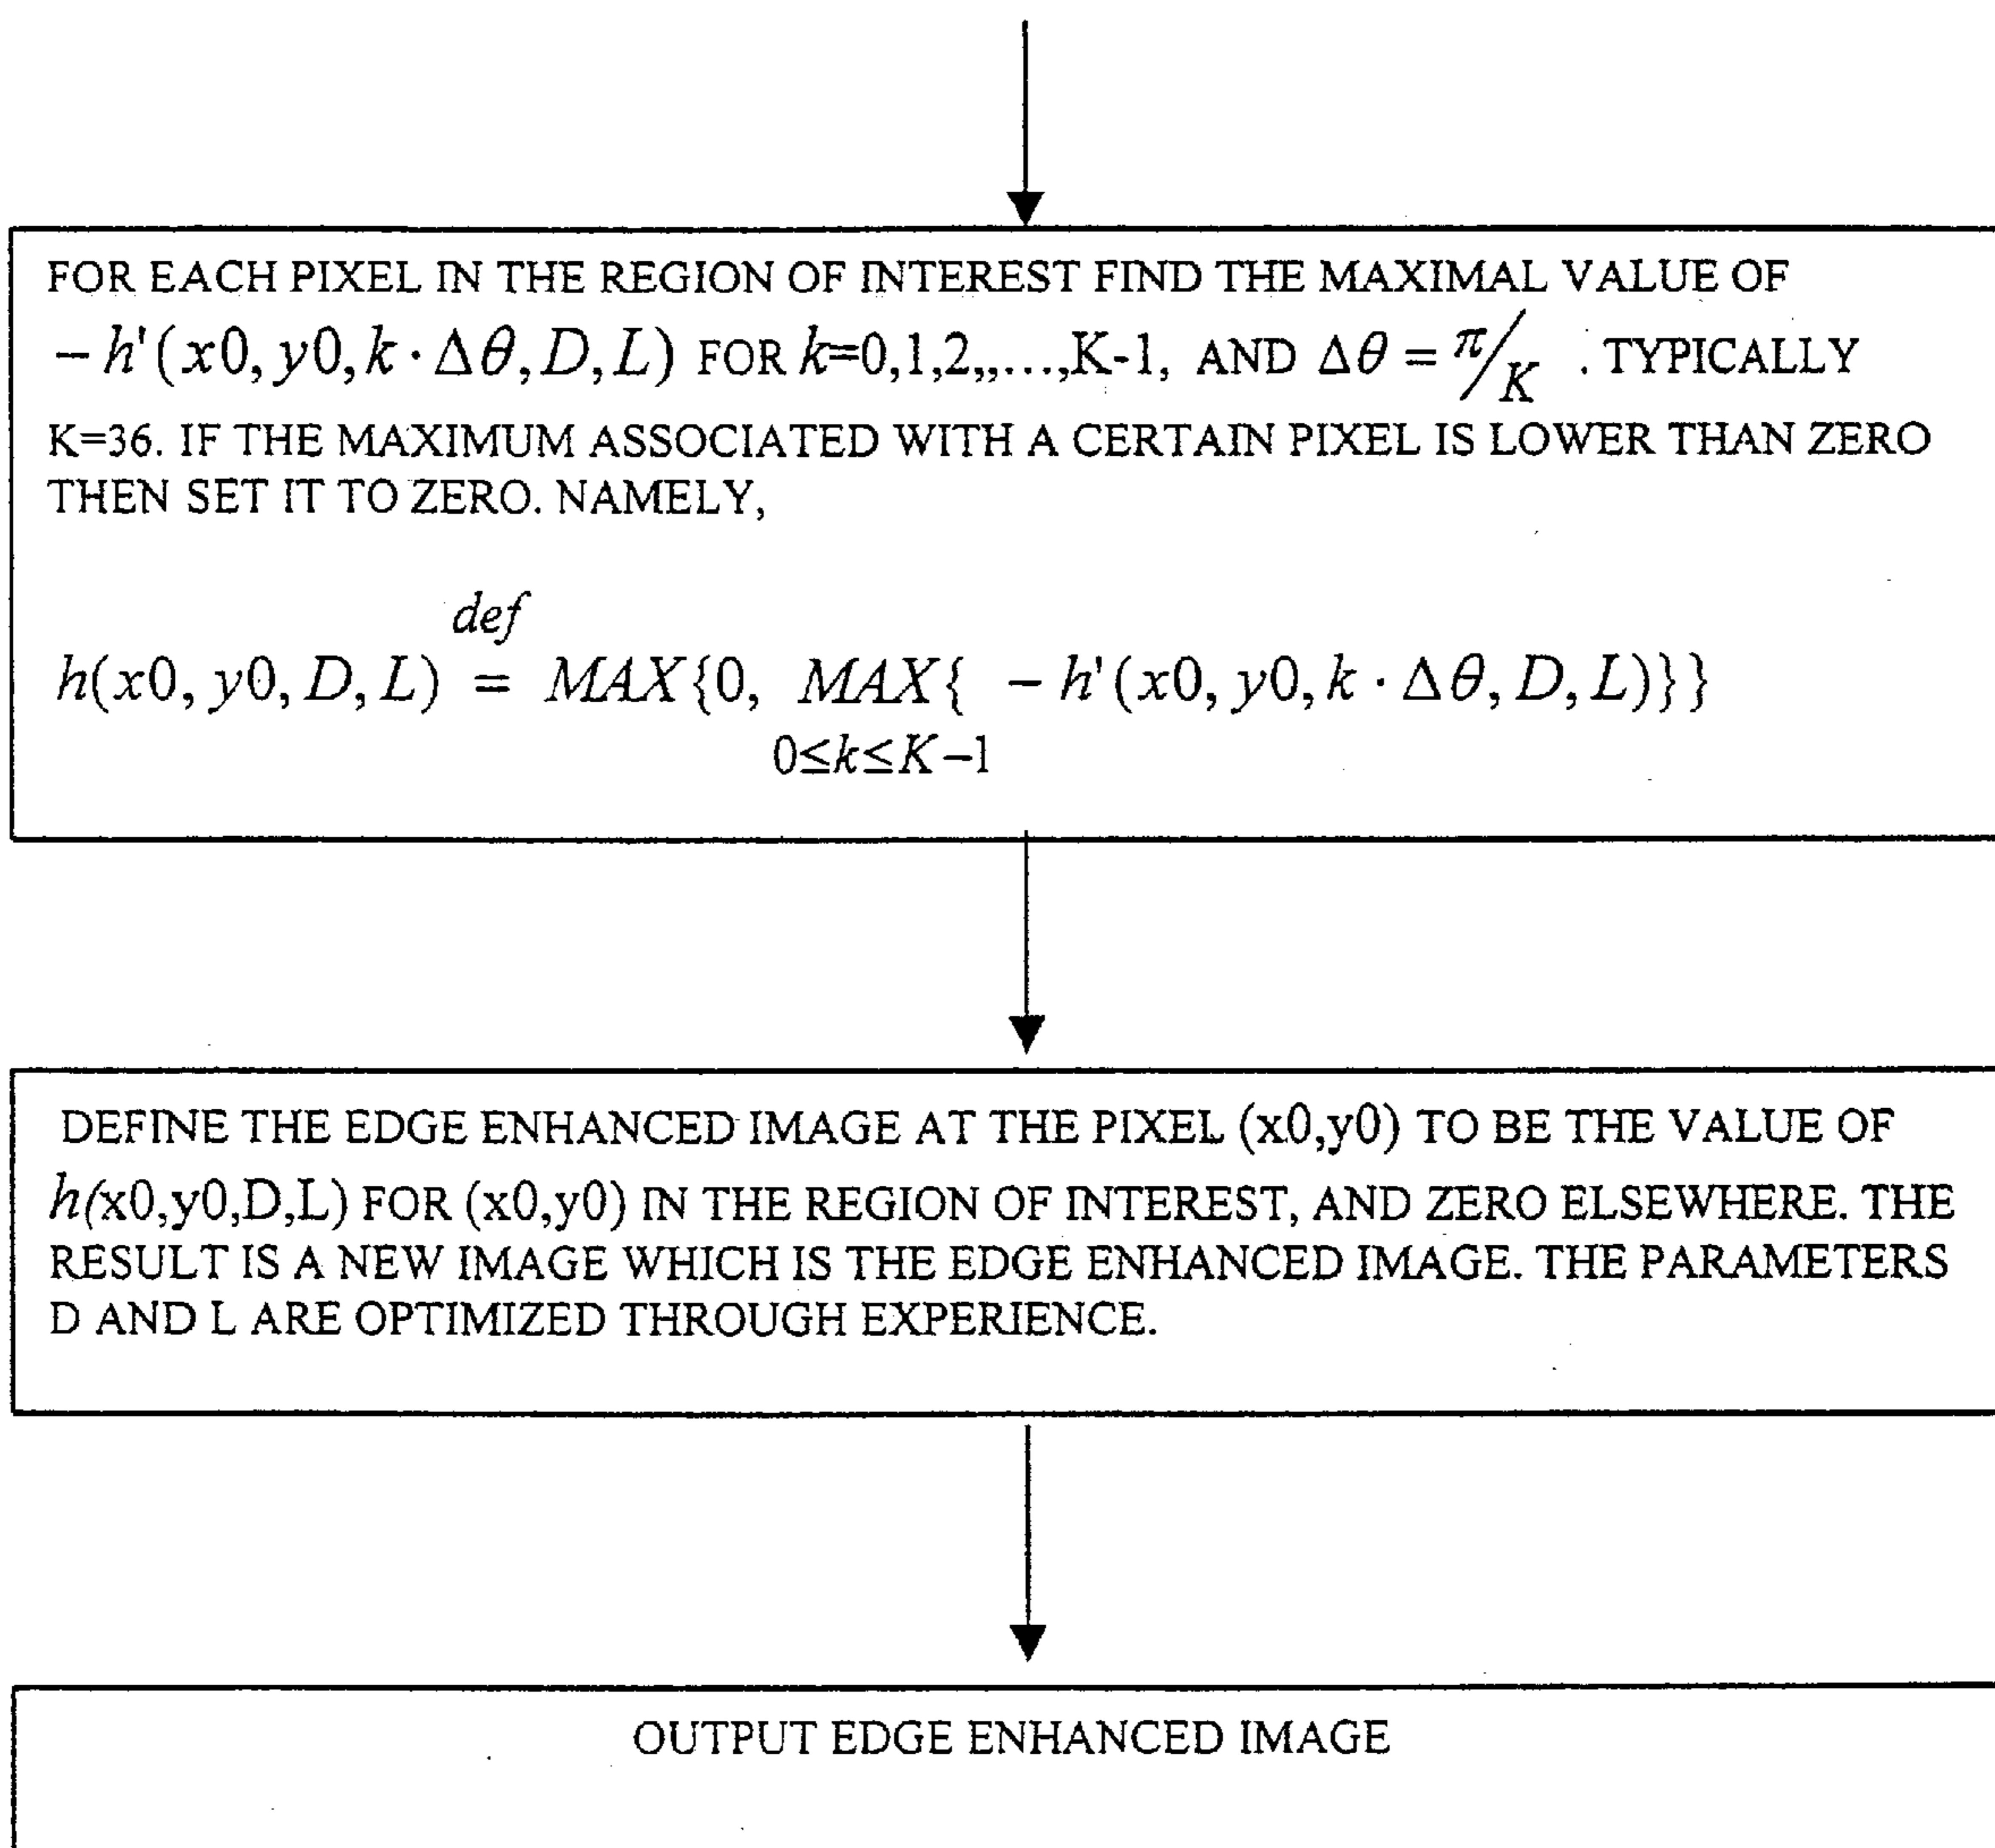 FOR EACH PIXEL IN THE REGION OF INTEREST FIND THE MAXIMAL VALUE OF
−h'(x0, y0, k · Δθ, D, L) FOR k=0,1,2,,…,K-1, AND Δθ = π/K . TYPICALLY
K=36. IF THE MAXIMUM ASSOCIATED WITH A CERTAIN PIXEL IS LOWER THAN ZERO
THEN SET IT TO ZERO. NAMELY,
def
h(x0, y0, D, L) = MAX{0, MAX{ −h'(x0, y0, k · Δθ, D, L)}}
0≤k≤K−1
DEFINE THE EDGE ENHANCED IMAGE AT THE PIXEL (x0,y0) TO BE THE VALUE OF
h(x0,y0,D,L) FOR (x0,y0) IN THE REGION OF INTEREST, AND ZERO ELSEWHERE. THE
RESULT IS A NEW IMAGE WHICH IS THE EDGE ENHANCED IMAGE. THE PARAMETERS
D AND L ARE OPTIMIZED THROUGH EXPERIENCE.
OUTPUT EDGE ENHANCED IMAGE